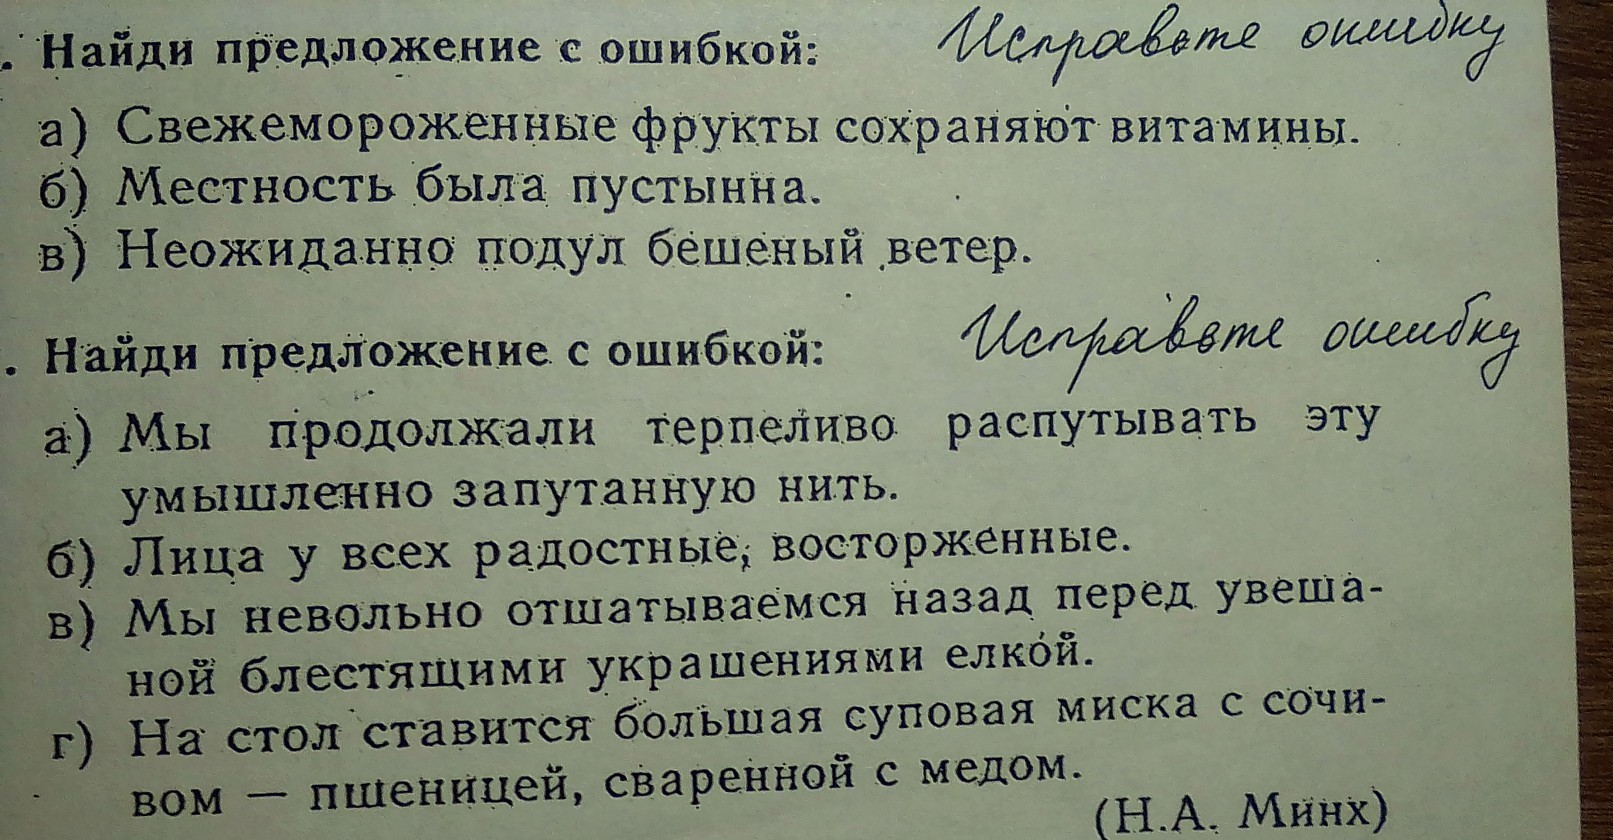 . Найди предложение с ошибкой: Исправьте ошибку
а) Свежемороженные фрукты сохраняют витамины.
б) Местность была пустынна.
в) Неожиданно подул бешеный ветер.
. Найди предложение с ошибкой: Исправьте ошибку
а) Мы продолжали терпеливо распутывать эту
умышленно запутанную нить.
б) Лица у всех радостные, восторженные.
в) Мы невольно отшатываемся назад перед увеша-
ной блестящими украшениями елкой.
г) На стол ставится большая суповая миска с сочи-
вом — пшеницей, сваренной с медом.
(Н.А. Минх)